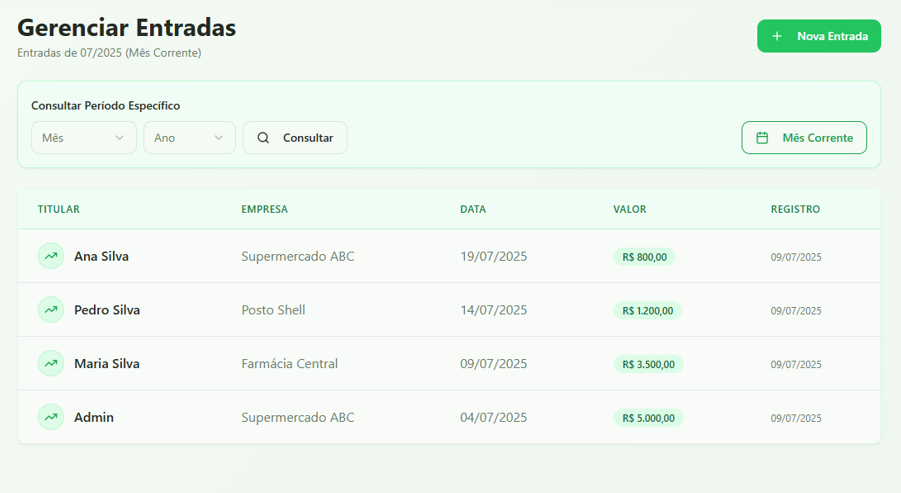 Gerenciar Entradas
Entradas de 07/2025 (Mês Corrente)
Nova Entrada
Consultar Período Específico
Mês Ano Consultar Mês Corrente
TITULAR EMPRESA DATA VALOR REGISTRO
Ana Silva Supermercado ABC 19/07/2025 R$ 800,00 09/07/2025
Pedro Silva Posto Shell 14/07/2025 R$ 1.200,00 09/07/2025
Maria Silva Farmácia Central 09/07/2025 R$ 3.500,00 09/07/2025
Admin Supermercado ABC 04/07/2025 R$ 5.000,00 09/07/2025